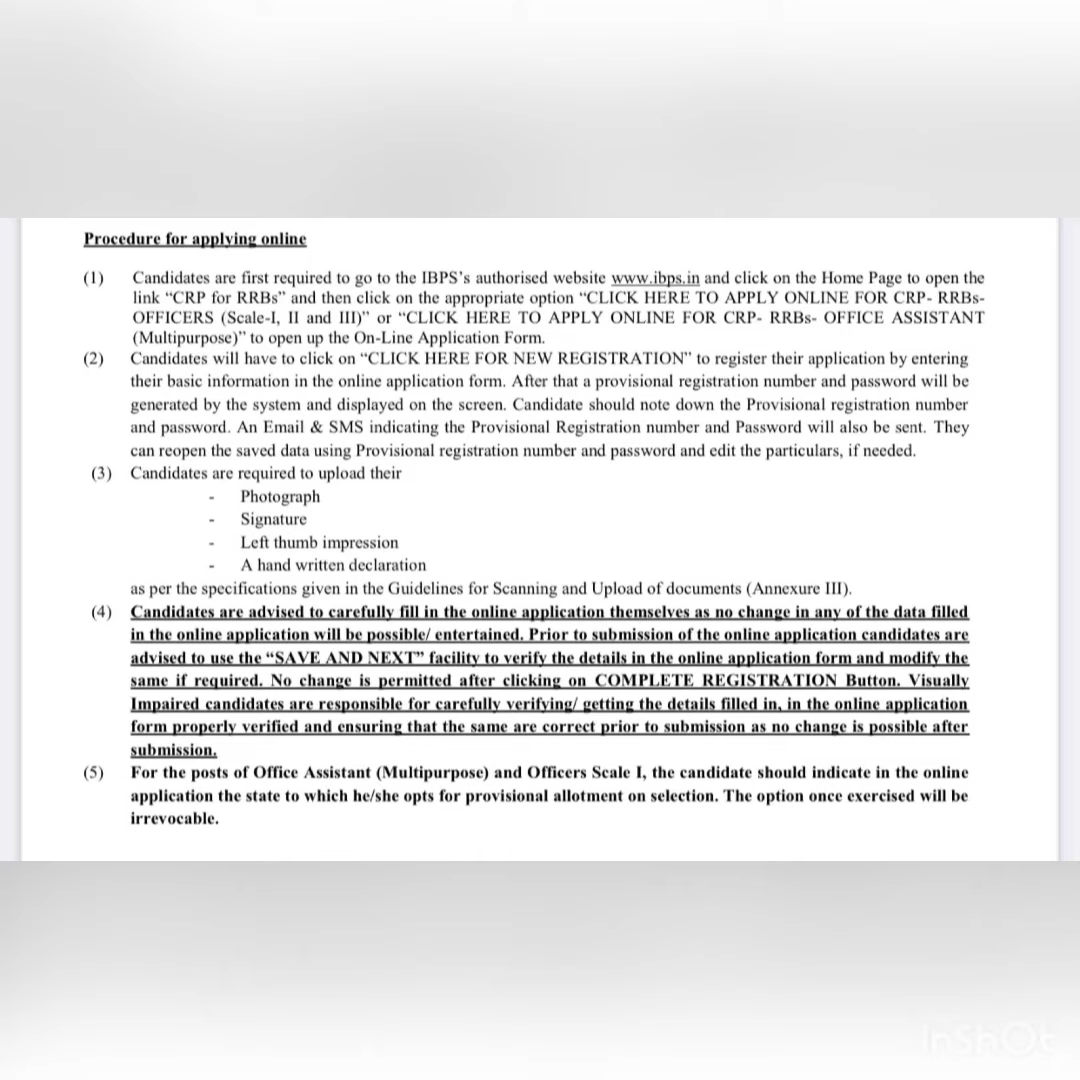 Procedure for applying online
(1) Candidates are first required to go to the IBPS's authorised website www.ibps.in and click on the Home Page to open the
link “CRP for RRBs” and then click on the appropriate option “CLICK HERE TO APPLY ONLINE FOR CRP- RRBs-
OFFICERS (Scale-I, II and III)” or “CLICK HERE TO APPLY ONLINE FOR CRP- RRBs- OFFICE ASSISTANT
(Multipurpose)” to open up the On-Line Application Form.
(2) Candidates will have to click on “CLICK HERE FOR NEW REGISTRATION” to register their application by entering
their basic information in the online application form. After that a provisional registration number and password will be
generated by the system and displayed on the screen. Candidate should note down the Provisional registration number
and password. An Email & SMS indicating the Provisional Registration number and Password will also be sent. They
can reopen the saved data using Provisional registration number and password and edit the particulars, if needed.
(3) Candidates are required to upload their
- Photograph
- Signature
- Left thumb impression
- A hand written declaration
as per the specifications given in the Guidelines for Scanning and Upload of documents (Annexure III).
(4) Candidates are advised to carefully fill in the online application themselves as no change in any of the data filled
in the online application will be possible/ entertained. Prior to submission of the online application candidates are
advised to use the “SAVE AND NEXT” facility to verify the details in the online application form and modify the
same if required. No change is permitted after clicking on COMPLETE REGISTRATION Button. Visually
Impaired candidates are responsible for carefully verifying/ getting the details filled in, in the online application
form properly verified and ensuring that the same are correct prior to submission as no change is possible after
submission.
(5) For the posts of Office Assistant (Multipurpose) and Officers Scale I, the candidate should indicate in the online
application the state to which he/she opts for provisional allotment on selection. The option once exercised will be
irrevocable.
InShOt